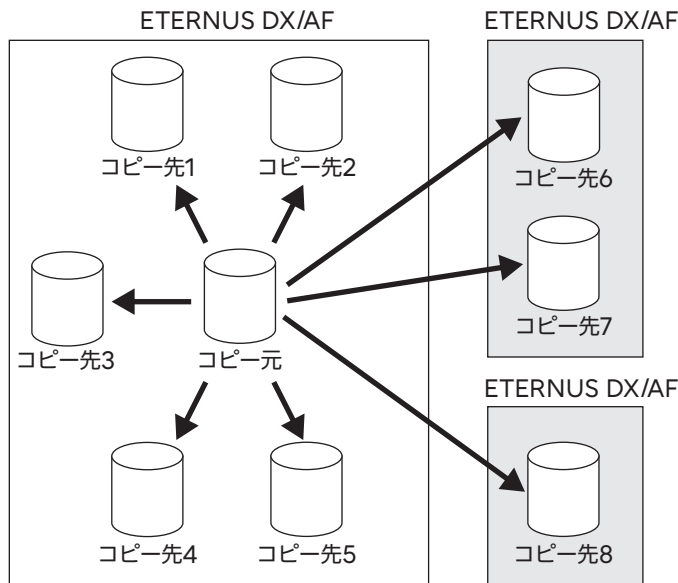 ETERNUS DX/AF
コピー先1
コピー先2
コピー先3
コピー元
コピー先4
コピー先5
ETERNUS DX/AF
コピー先6
コピー先7
ETERNUS DX/AF
コピー先8